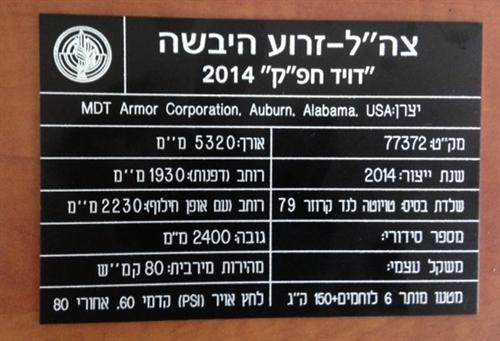 צה"ל-זרוע היבשה
"דויד חפ"ק" 2014
יצרן: MDT Armor Corporation, Auburn, Alabama, USA
מק"ט: 77372
אורך: 5320 מ"מ
שנת ייצור: 2014
רוחב (דפנות): 1930 מ"מ
שלדת בסיס: טויוטה לנד קרוזר 79
רוחב (עם אופן חילוף): 2230 מ"מ
מספר סידורי:
גובה: 2400 מ"מ
משקל עצמי:
מהירות מירבית: 80 קמ"ש
מטען מותר 6 לוחמים+150 ק"ג
לחץ אויר (PSI) קדמי 60, אחורי 80